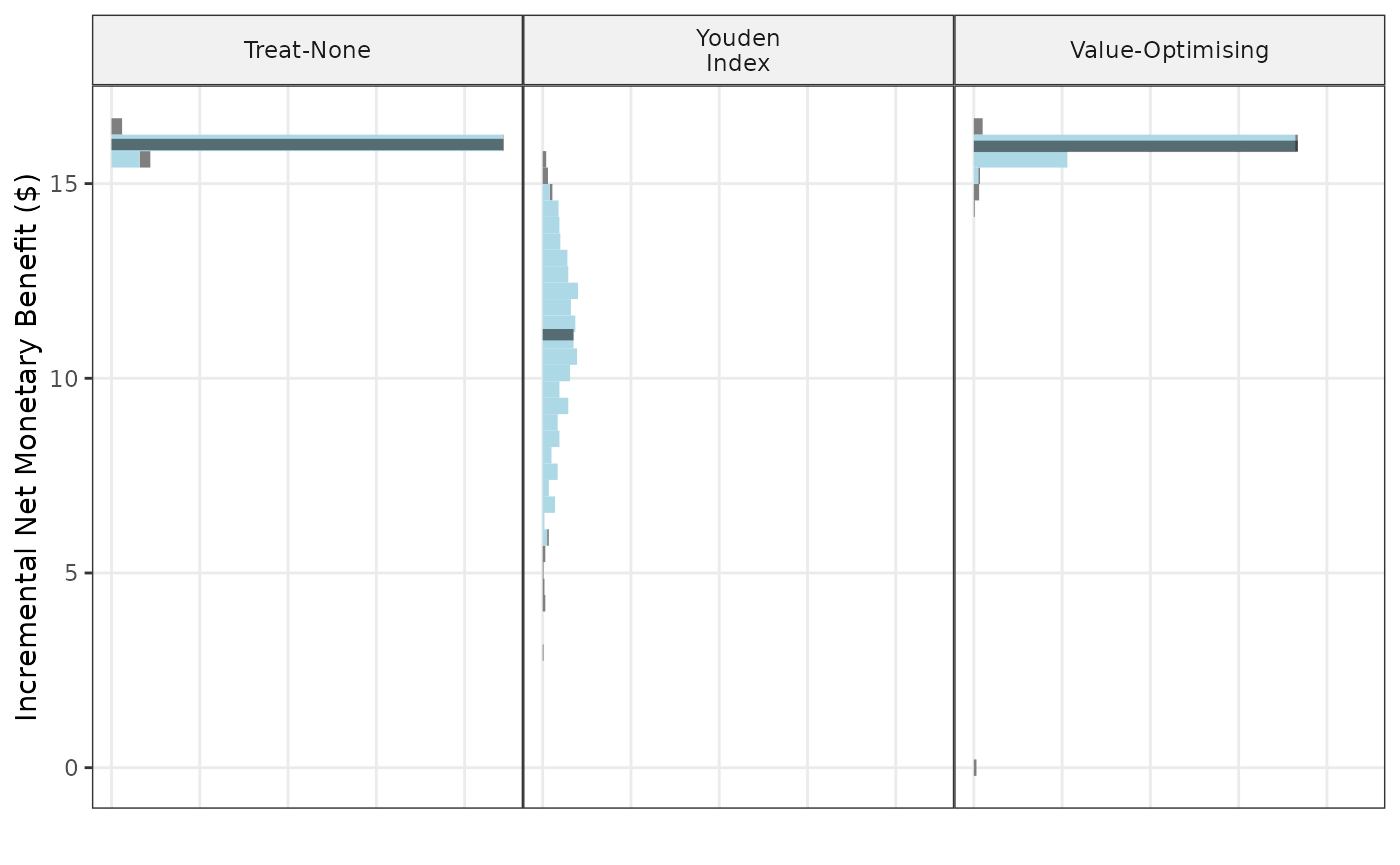 Treat-None
Youden
Index
Value-Optimising
Incremental Net Monetary Benefit ($)
15
10
5
0